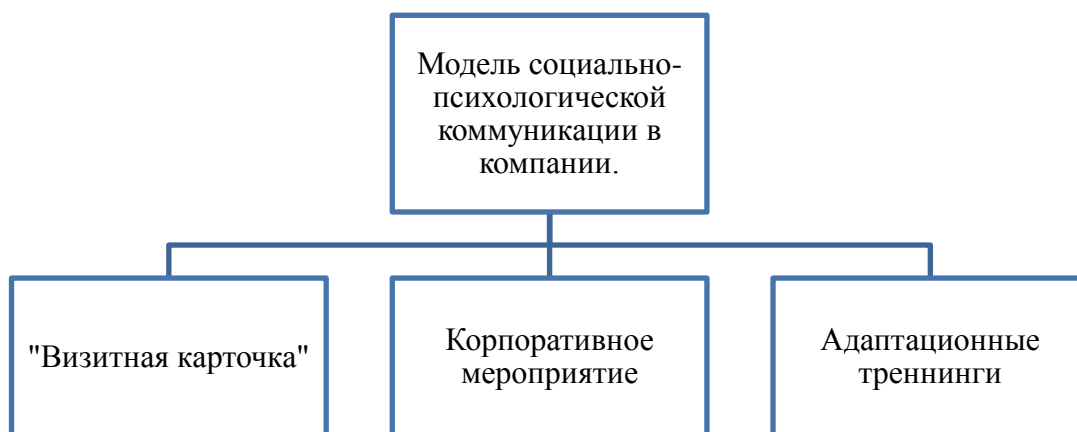 Модель социально-
психологической
коммуникации в
компании.
"Визитная карточка"
Корпоративное
мероприятие
Адаптационные
треннинги